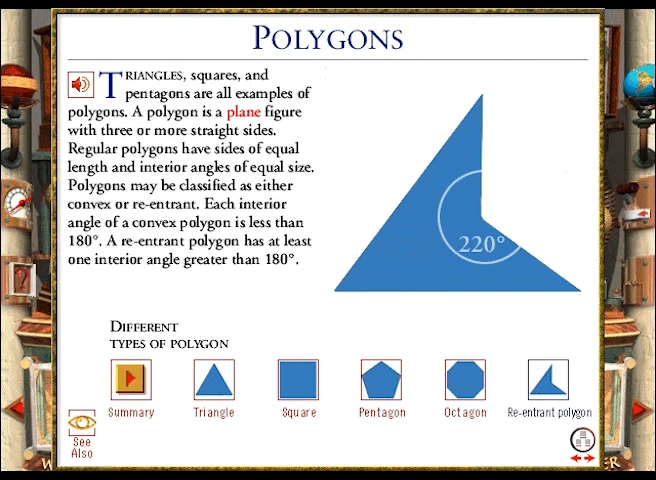 POLYGONS
TRIANGLES, squares, and
pentagons are all examples of
polygons. A polygon is a plane figure
with three or more straight sides.
Regular polygons have sides of equal
length and interior angles of equal size.
Polygons may be classified as either
convex or re-entrant. Each interior
angle of a convex polygon is less than
180°. A re-entrant polygon has at least
one interior angle greater than 180°.
220°
DIFFERENT
TYPES OF POLYGON
Summary
Triangle
Square
Pentagon
Octagon
Re-entrant polygon
See
Also